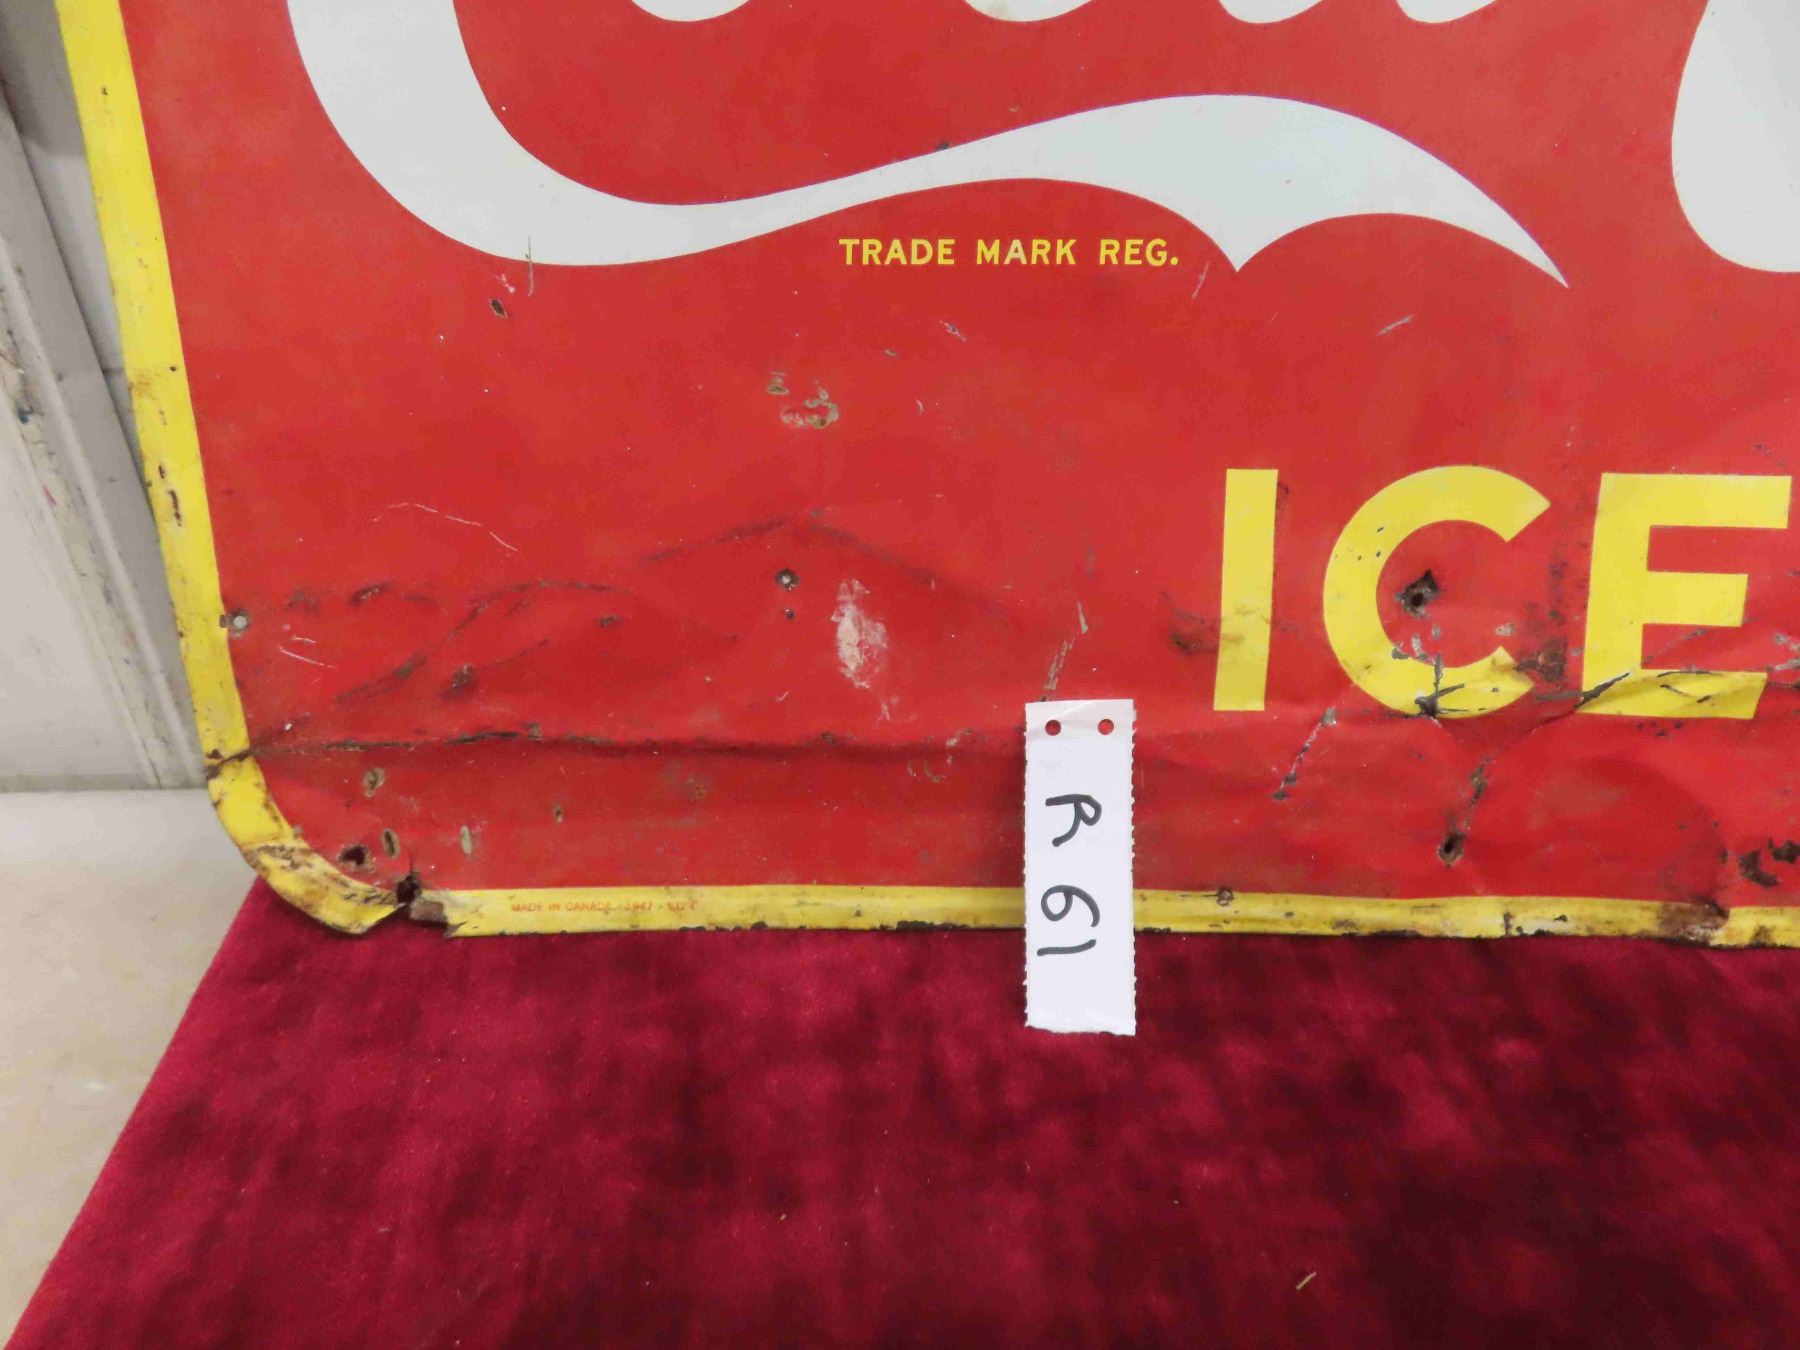 TRADE MARK REG.
ICE
R 61
MADE IN CANADA